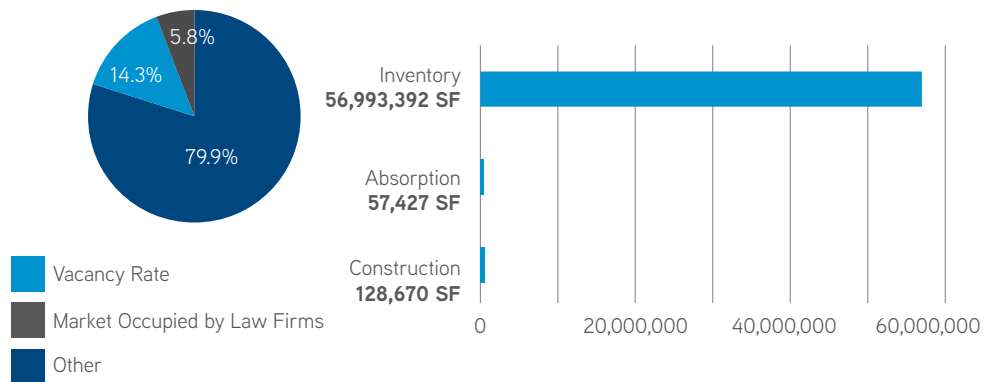 5.8%
14.3%
79.9%
Vacancy Rate
Market Occupied by Law Firms
Other
Inventory
56,993,392 SF
Absorption
57,427 SF
Construction
128,670 SF
0
20,000,000
40,000,000
60,000,000